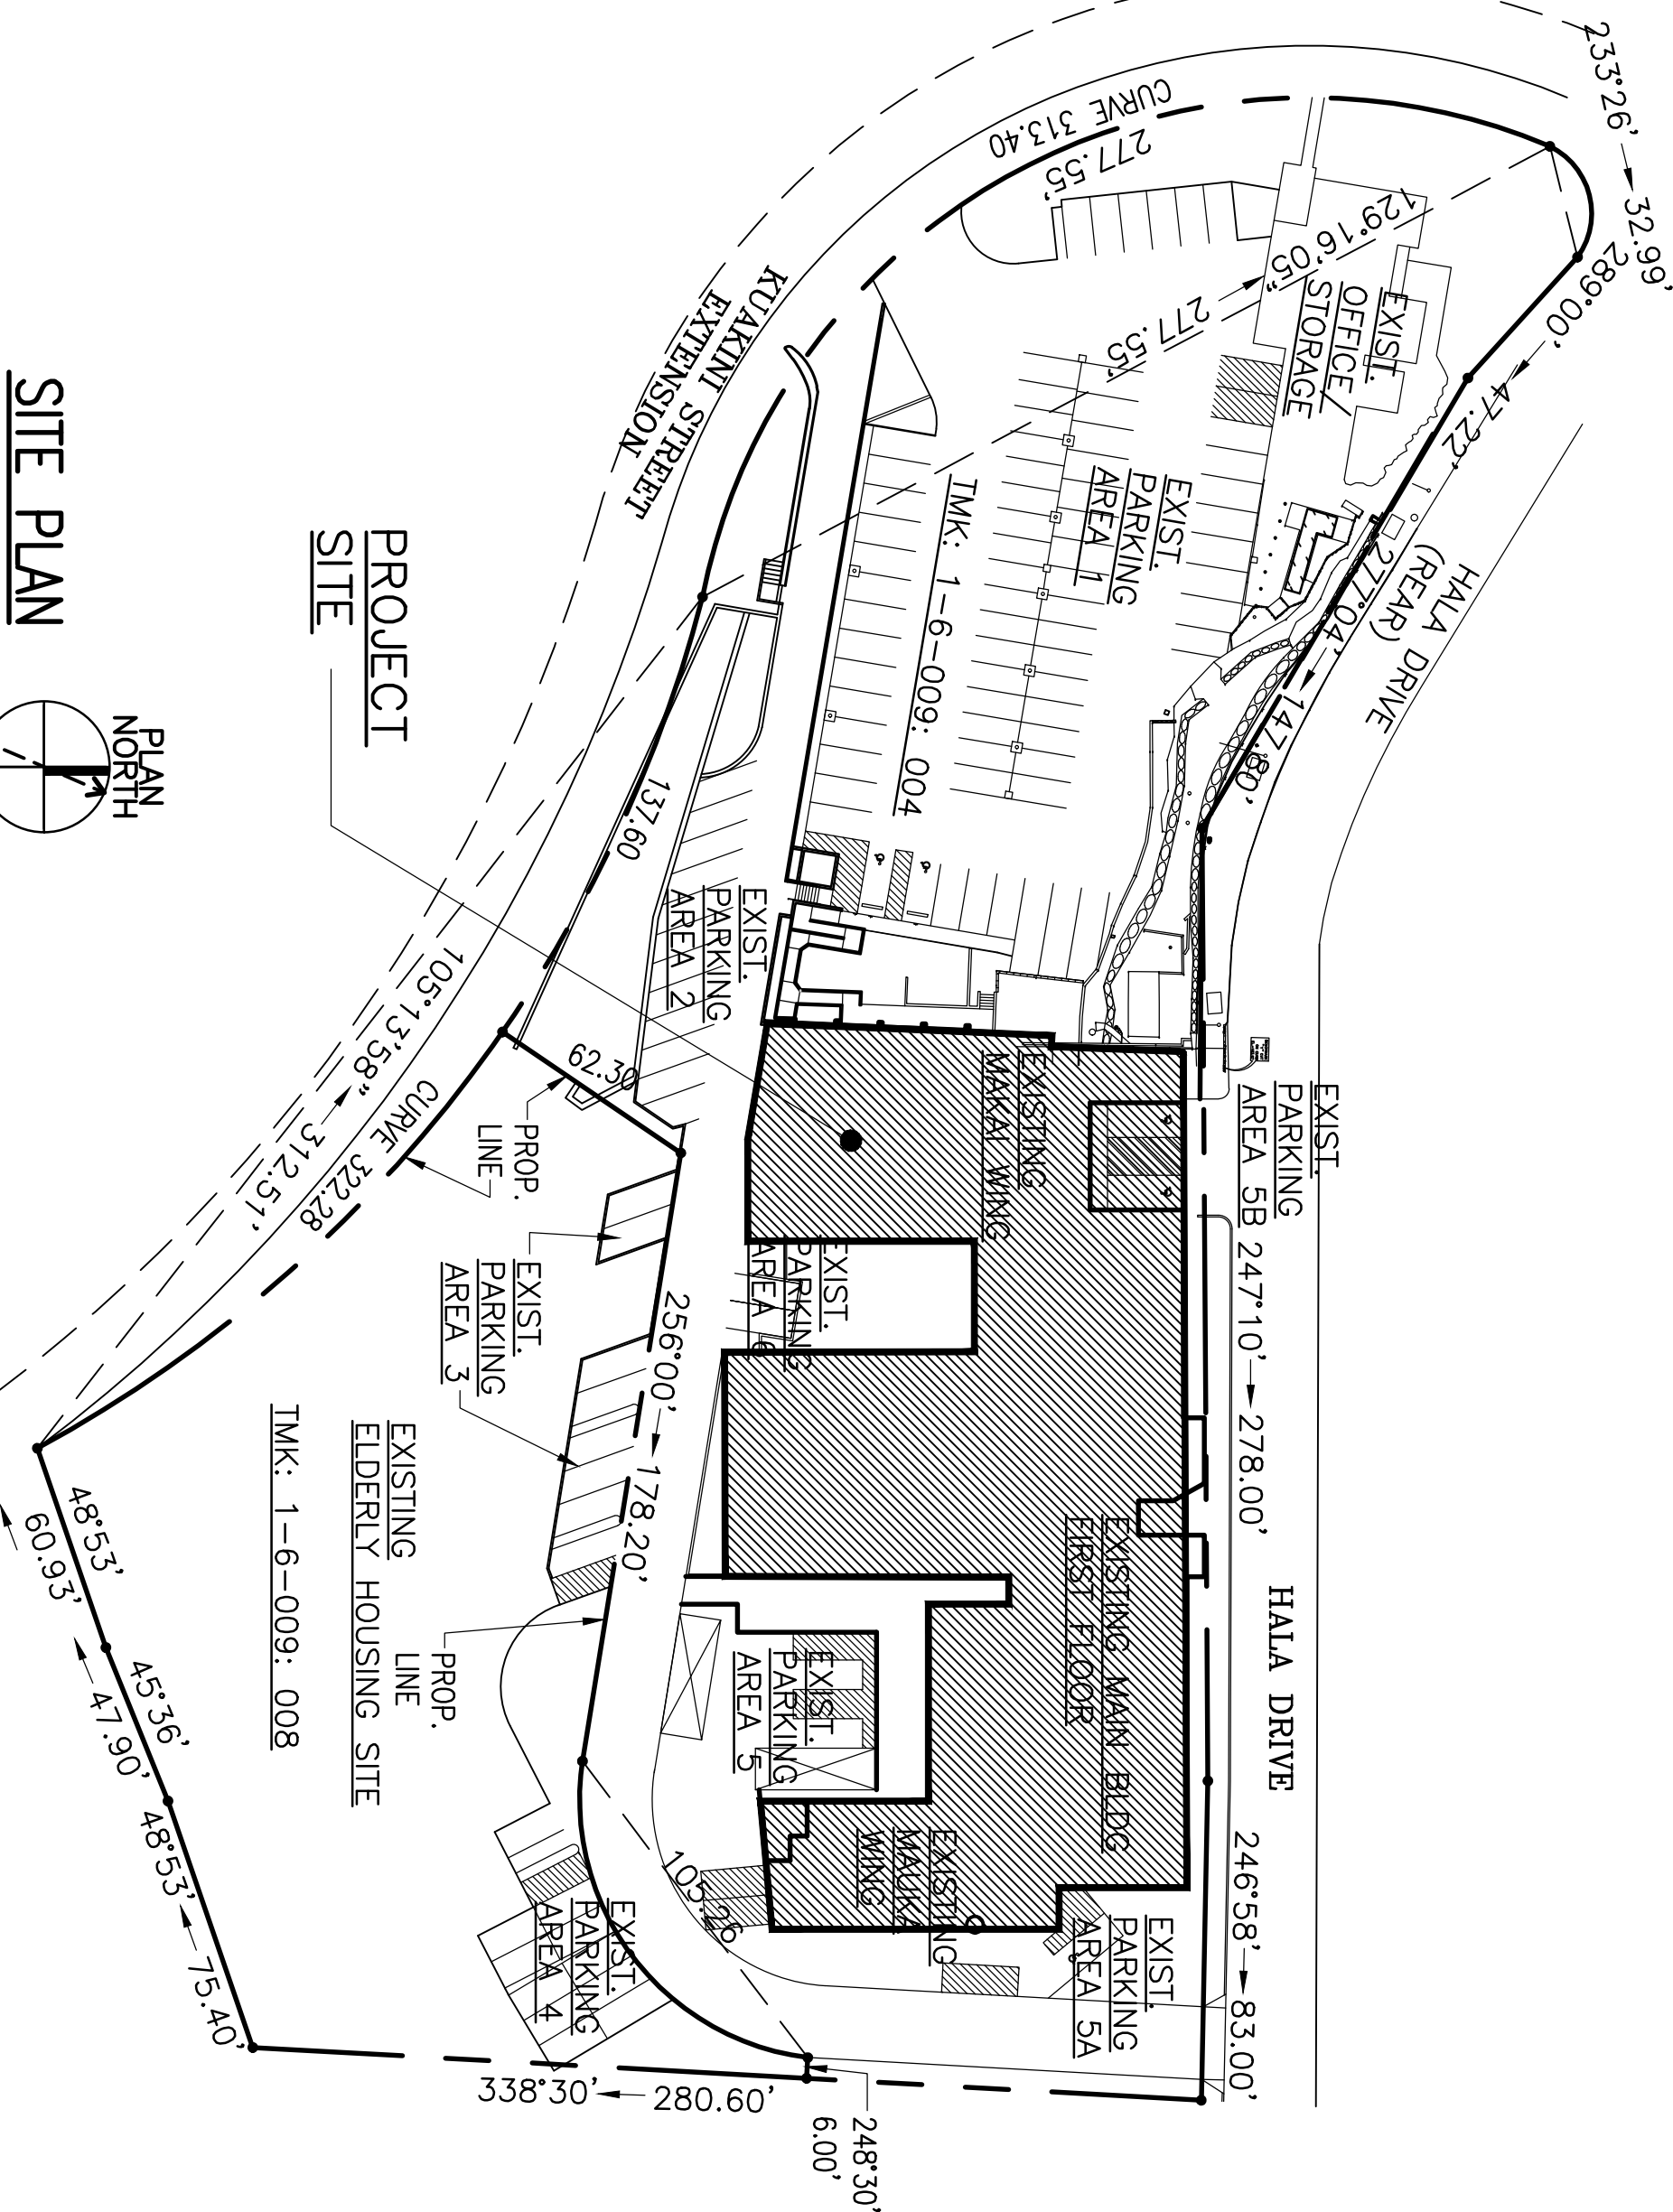 233°26' 32.99'
289°00' 47.22'
277°04' 147.80'
CURVE 313.40
277.55'
129°16'05" 277.55'
EXIST.
OFFICE/
STORAGE
HALA DRIVE
(REAR)
EXIST.
PARKING
AREA 1
TMK: 1-6-009: 004
KUAKINI STREET
EXTENSION
137.60
EXIST.
PARKING
AREA 2
105°13'58" 312.51'
CURVE 322.28
62.30
PROP.
LINE
EXISTING
MAKAI WING
EXIST.
PARKING
AREA 5B
247°10' 278.00'
HALA DRIVE
246°58' 83.00'
EXIST.
PARKING
AREA 6
EXIST.
PARKING
AREA 3
256°00' 178.20'
EXISTING MAIN BLDG
FIRST FLOOR
EXIST.
PARKING
AREA 5
EXISTING
MAUKA
WING
EXIST.
PARKING
AREA 5A
EXIST.
PARKING
AREA 4
105.26
PROP.
LINE
EXISTING
ELDERLY HOUSING SITE
TMK: 1-6-009: 008
48°53'
60.93'
45°36'
47.90'
48°53' 75.40'
338°30' 280.60'
248°30'
6.00'
PROJECT
SITE
PLAN
NORTH
SITE PLAN